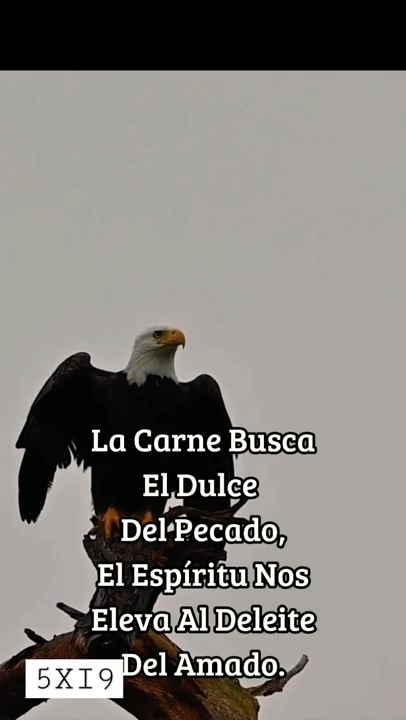 La Carne Busca
El Dulce
Del Pecado,
El Espíritu Nos
Eleva Al Deleite
Del Amado.
5XI9